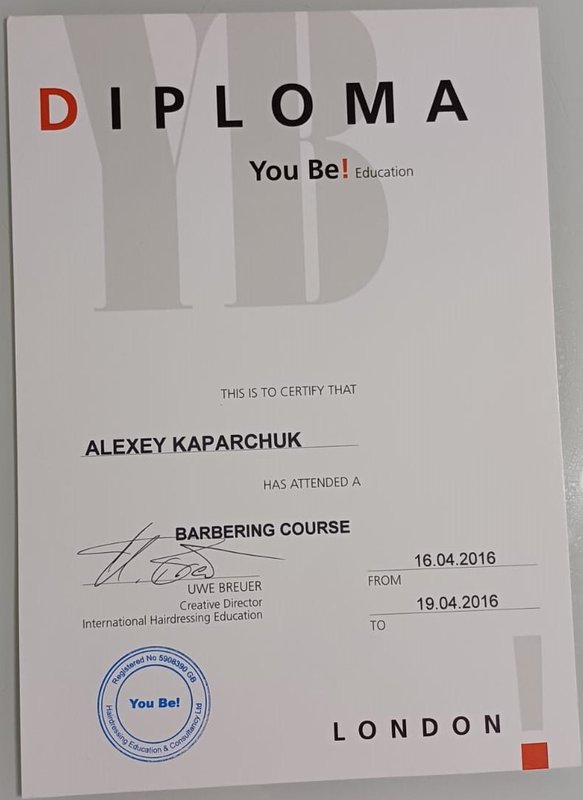 YB
DIPLOMA
You Be! Education
THIS IS TO CERTIFY THAT
ALEXEY KAPARCHUK
HAS ATTENDED A
BARBERING COURSE
UWE BREUER
Creative Director
International Hairdressing Education
16.04.2016
FROM
19.04.2016
TO
Registered No 5908390 GB
You Be!
Hairdressing Education & Consultancy Ltd
LONDON!